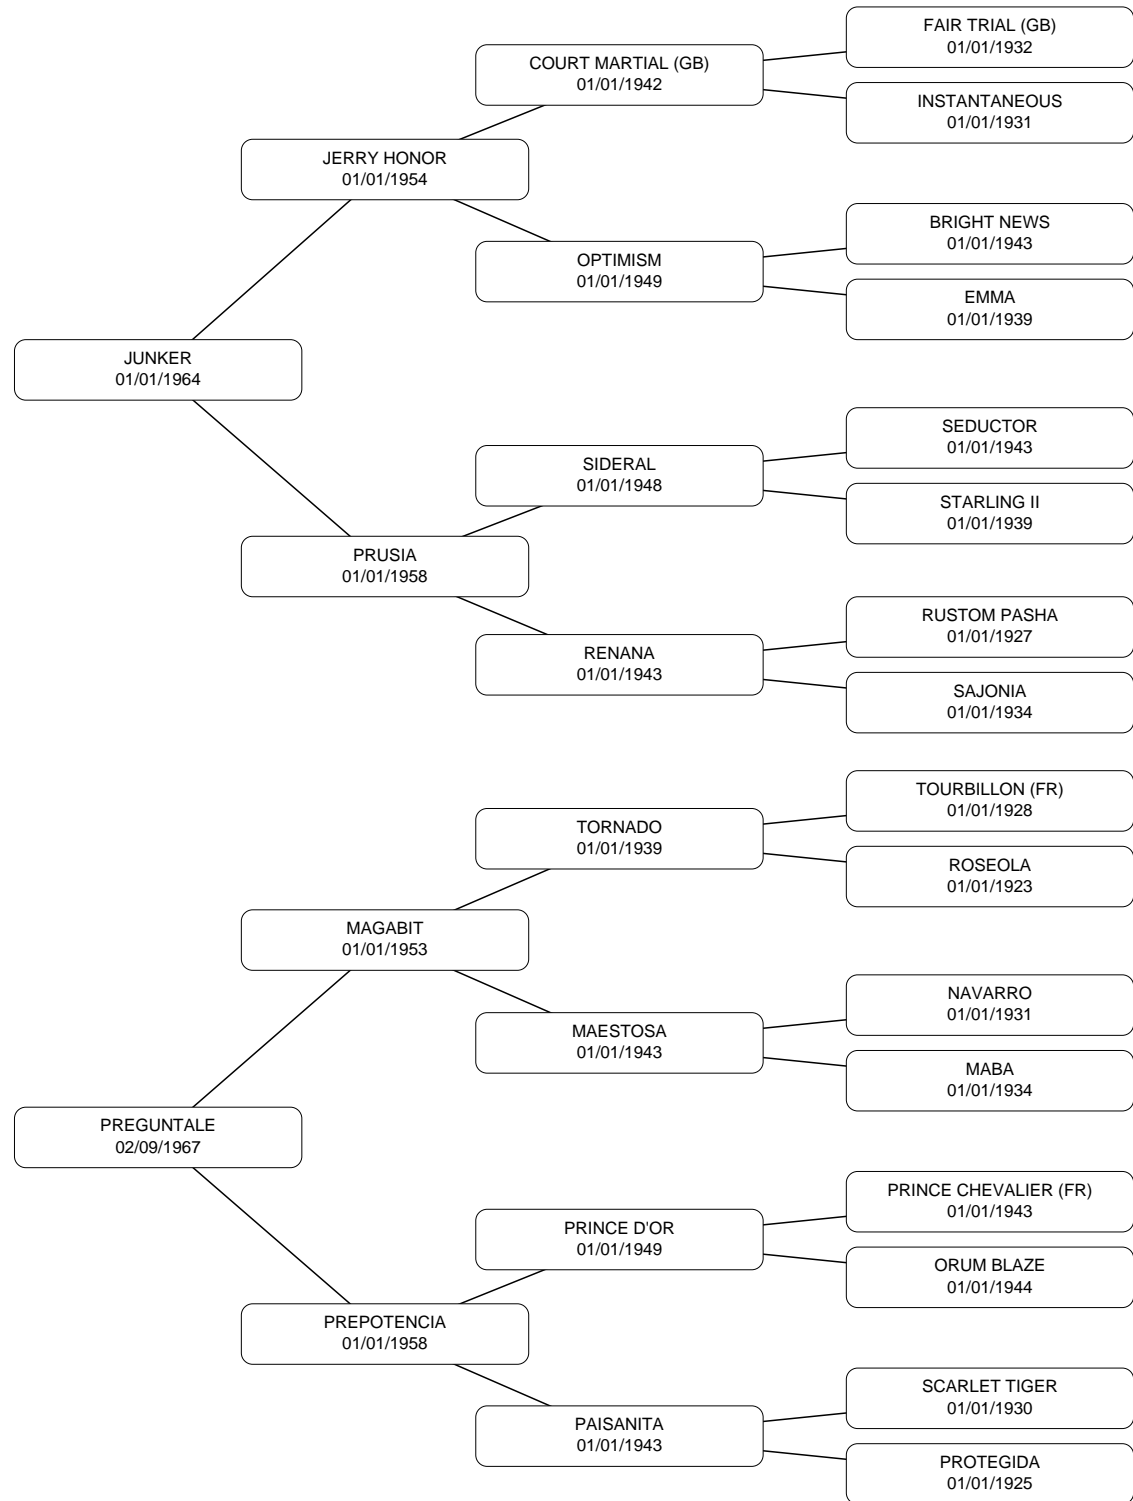 FAIR TRIAL (GB)
01/01/1932
COURT MARTIAL (GB)
01/01/1942
INSTANTANEOUS
01/01/1931
JERRY HONOR
01/01/1954
BRIGHT NEWS
01/01/1943
OPTIMISM
01/01/1949
EMMA
01/01/1939
JUNKER
01/01/1964
SEDUCTOR
01/01/1943
SIDERAL
01/01/1948
STARLING II
01/01/1939
PRUSIA
01/01/1958
RUSTOM PASHA
01/01/1927
RENANA
01/01/1943
SAJONIA
01/01/1934
TOURBILLON (FR)
01/01/1928
TORNADO
01/01/1939
ROSEOLA
01/01/1923
MAGABIT
01/01/1953
NAVARRO
01/01/1931
MAESTOSA
01/01/1943
MABA
01/01/1934
PREGUNTALE
02/09/1967
PRINCE CHEVALIER (FR)
01/01/1943
PRINCE D'OR
01/01/1949
ORUM BLAZE
01/01/1944
PREPOTENCIA
01/01/1958
SCARLET TIGER
01/01/1930
PAISANITA
01/01/1943
PROTEGIDA
01/01/1925